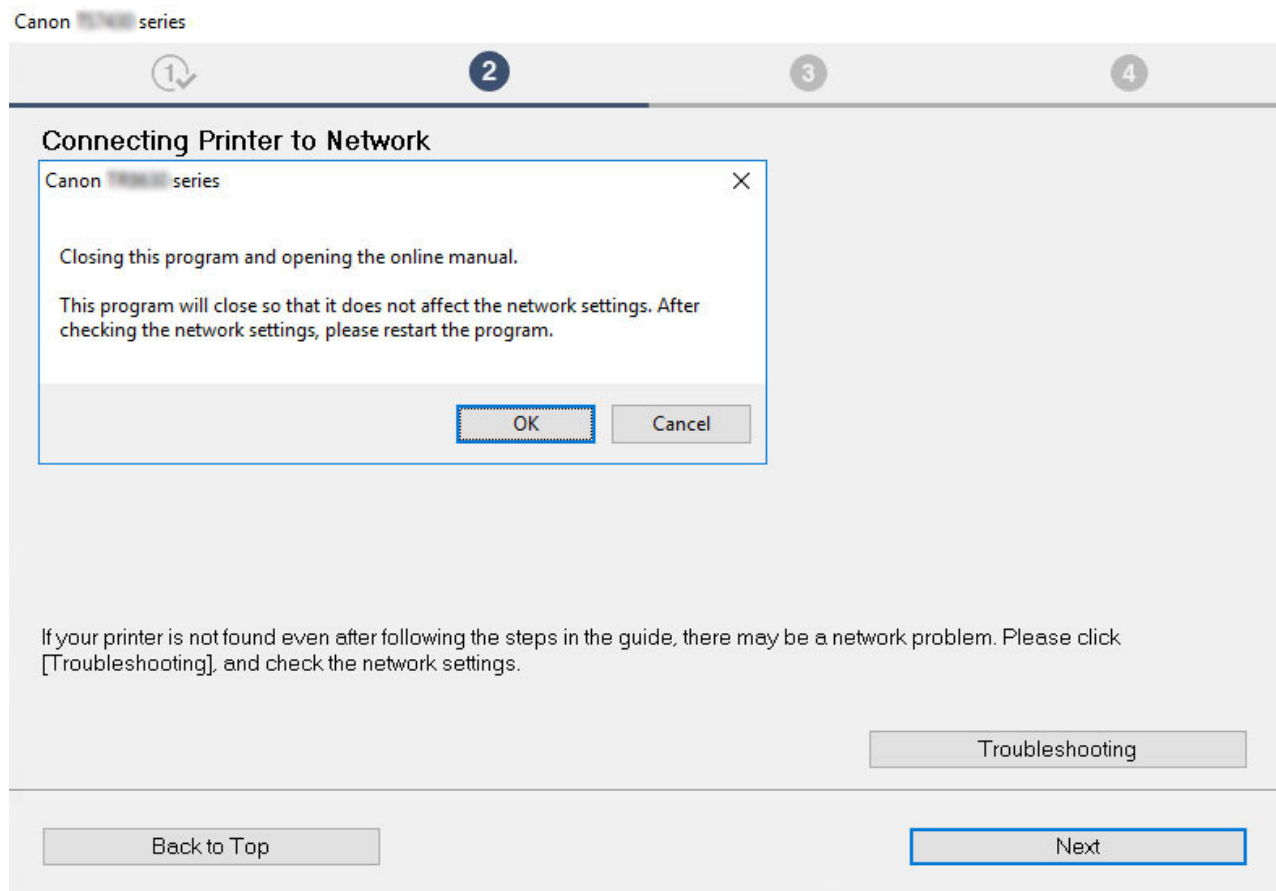 Canon series
1
2
3
4
Connecting Printer to Network
Canon series
Closing this program and opening the online manual.
This program will close so that it does not affect the network settings. After
checking the network settings, please restart the program.
OK
Cancel
If your printer is not found even after following the steps in the guide, there may be a network problem. Please click
[Troubleshooting], and check the network settings.
Troubleshooting
Back to Top
Next